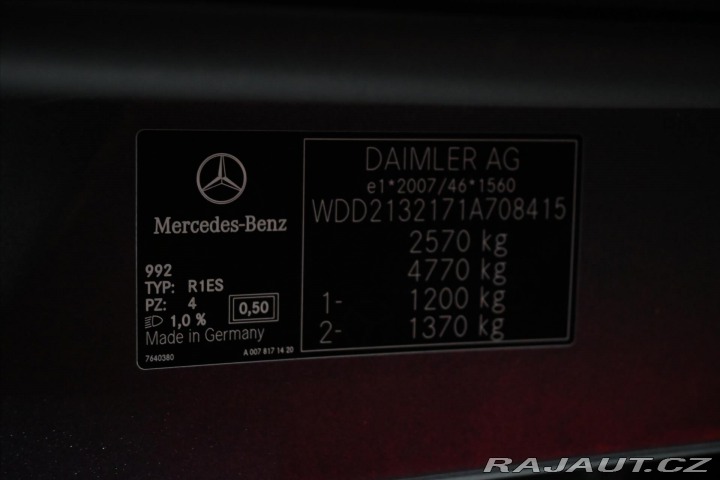 Mercedes-Benz
992
TYP: R1ES
PZ: 4
0,50
1,0 %
Made in Germany
7640380
A 007 817 14 20
DAIMLER AG
e1*2007/46*1560
WDD2132171A708415
2570 kg
4770 kg
1- 1200 kg
2- 1370 kg
RAJAUT.CZ